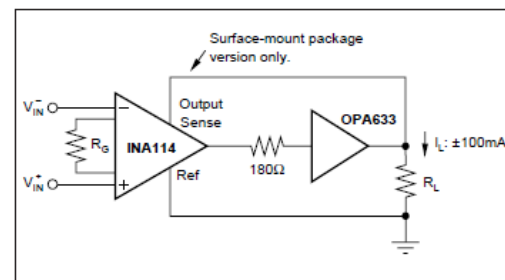 Surface-mount package
version only.
V⁻IN
Output
Sense
OPA633
RG
INA114
IL: ±100mA
180Ω
Ref
RL
V⁺IN